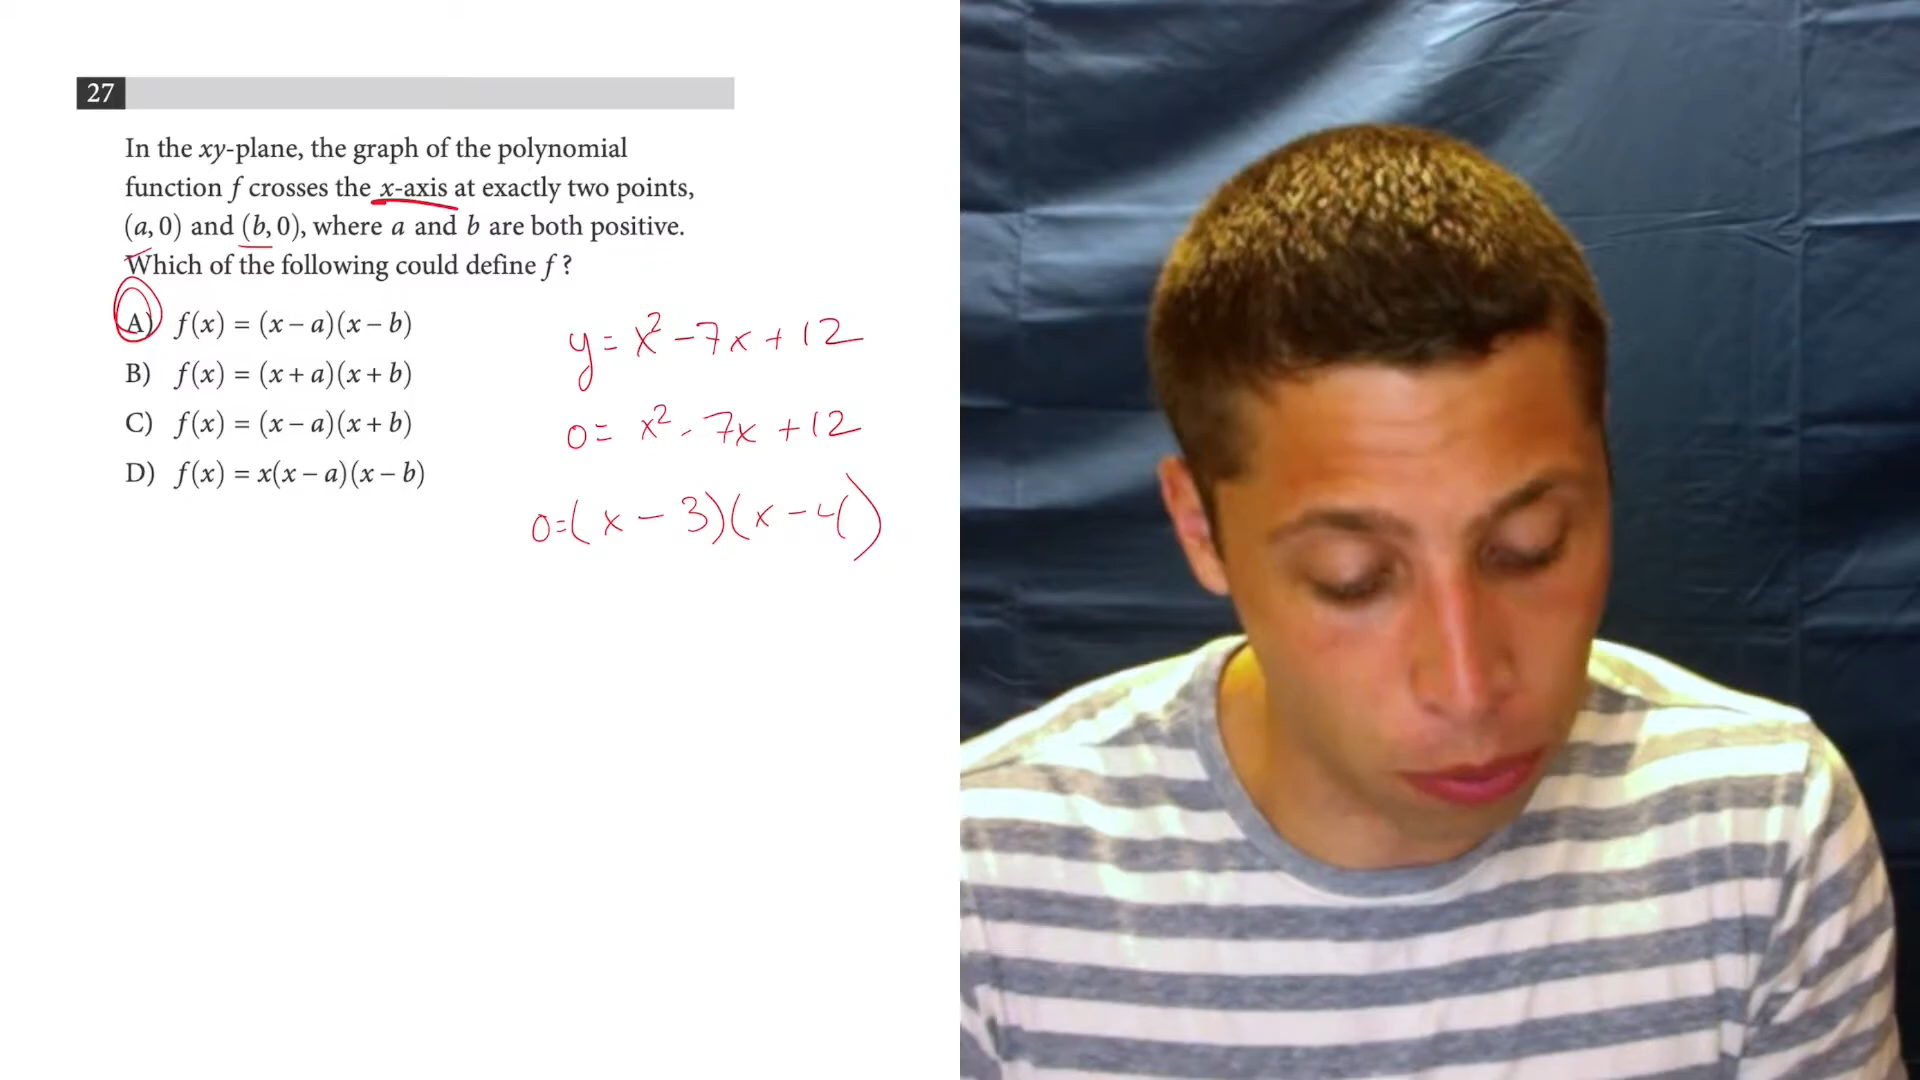 27
In the xy-plane, the graph of the polynomial
function f crosses the x-axis at exactly two points,
(a, 0) and (b, 0), where a and b are both positive.
Which of the following could define f ?
A) f(x) = (x − a)(x − b)
B) f(x) = (x + a)(x + b)
C) f(x) = (x − a)(x + b)
D) f(x) = x(x − a)(x − b)
y = x² − 7x + 12
0 = x² - 7x + 12
0=(x − 3)(x − 4)